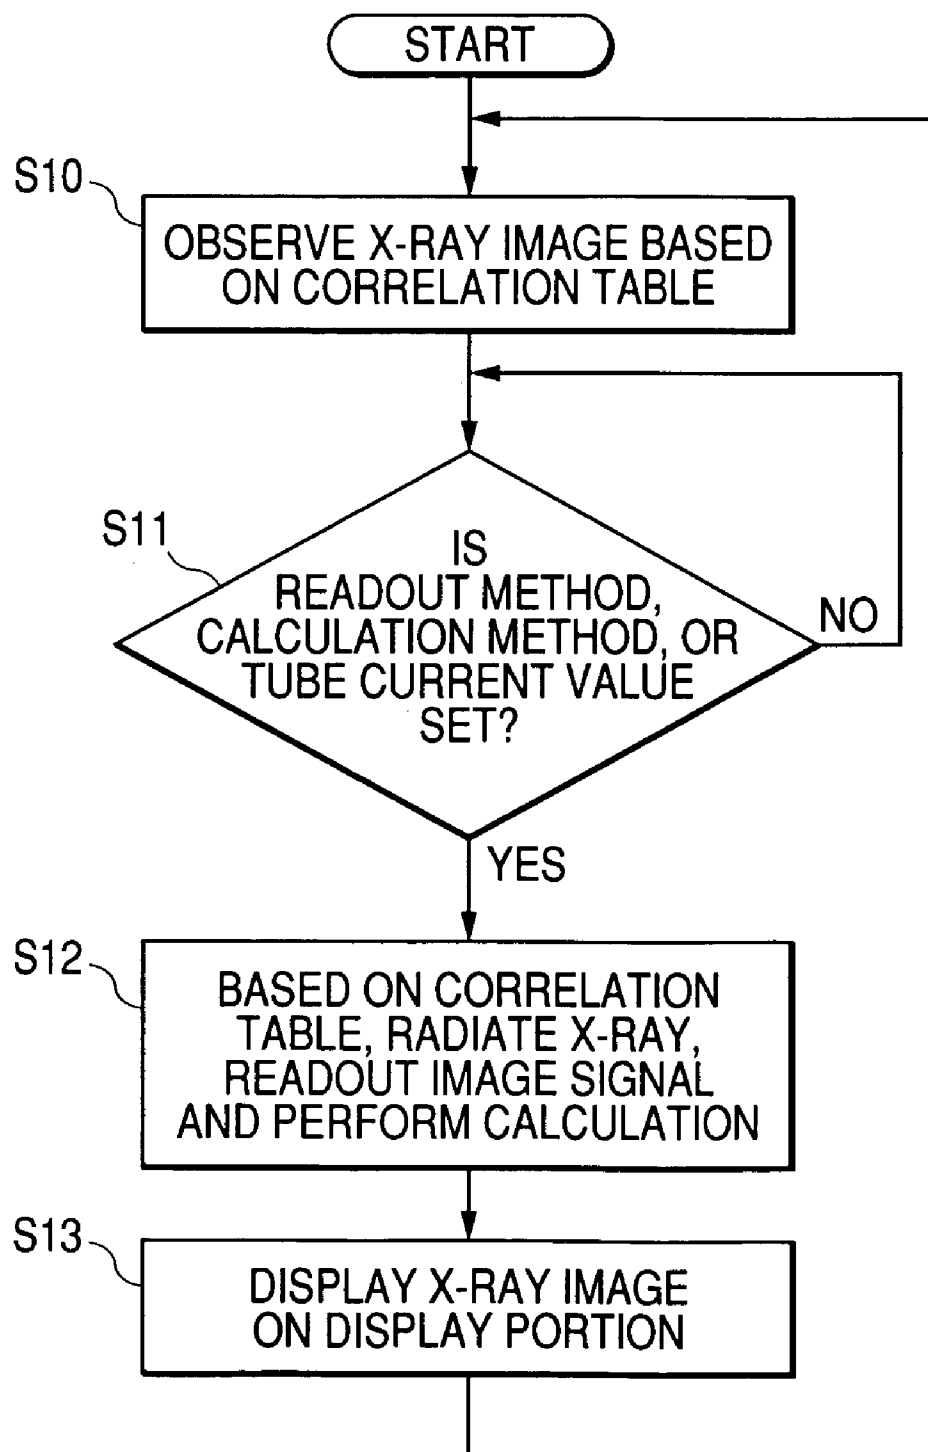 START
S10
OBSERVE X-RAY IMAGE BASED
ON CORRELATION TABLE
S11
IS
READOUT METHOD,
CALCULATION METHOD, OR
TUBE CURRENT VALUE
SET?
NO
YES
S12
BASED ON CORRELATION
TABLE, RADIATE X-RAY,
READOUT IMAGE SIGNAL
AND PERFORM CALCULATION
S13
DISPLAY X-RAY IMAGE
ON DISPLAY PORTION